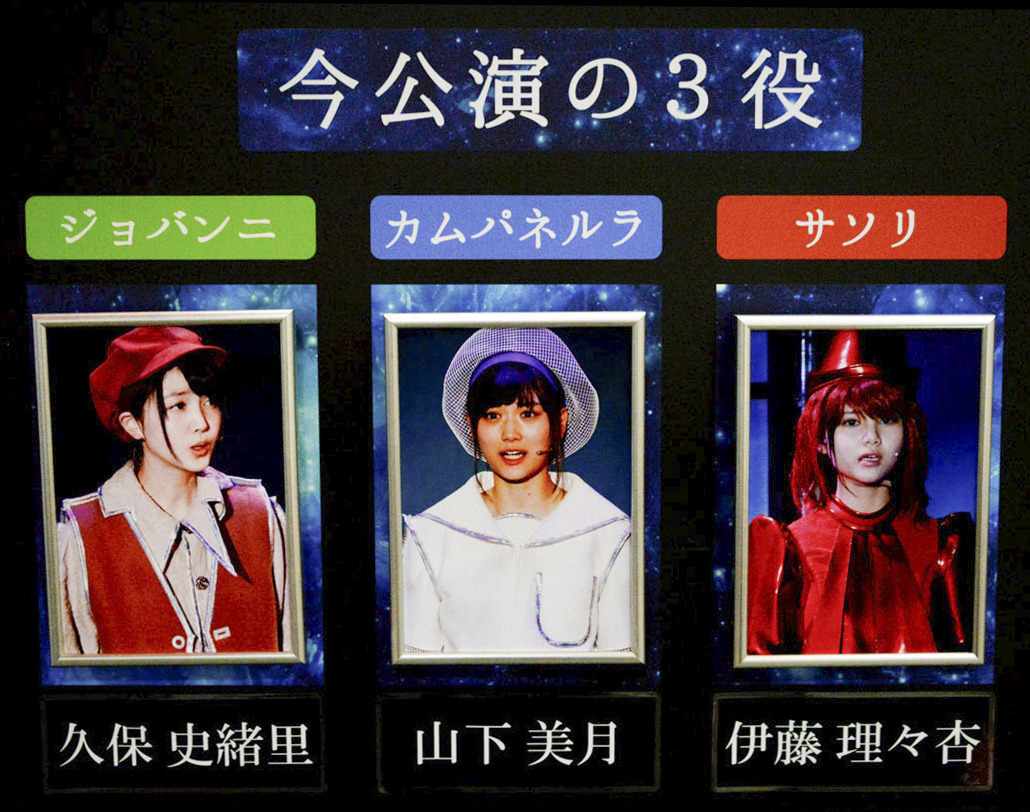 今公演の3役
ジョバンニ
カムパネルラ
サソリ
久保 史緒里
山下 美月
伊藤 理々杏